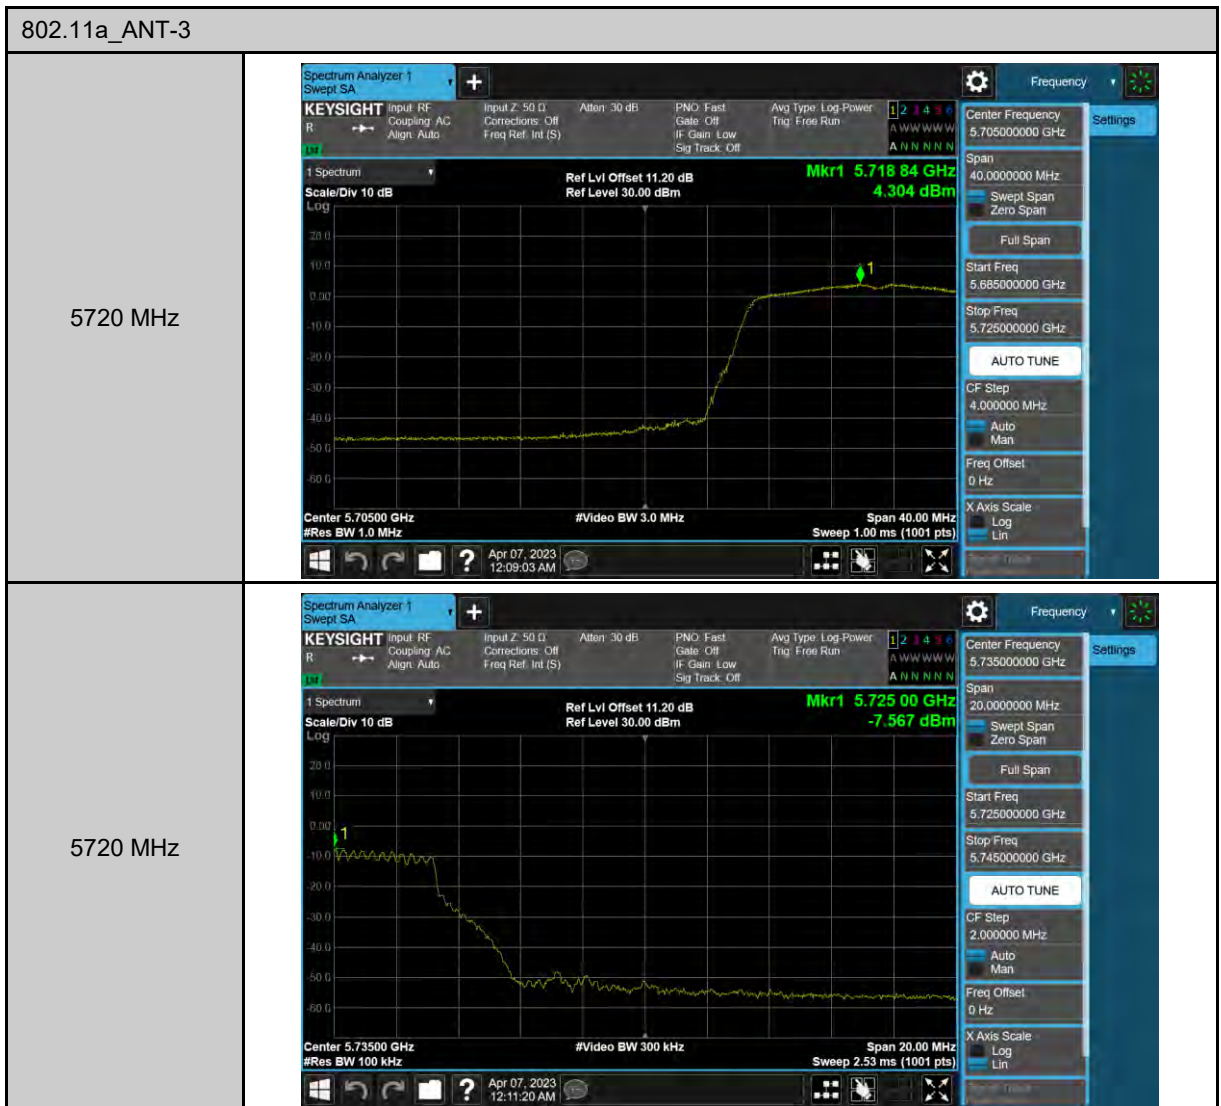 802.11a_ANT-3
5720 MHz
Spectrum Analyzer 1
Swept SA
Frequency
KEYSIGHT
Input: RF
Coupling: AC
Align: Auto
Input Z: 50 Ω
Corrections: Off
Freq Ref: Int (S)
Atten: 30 dB
PNO: Fast
Gate: Off
IF Gain: Low
Sig Track: Off
Avg Type: Log-Power
Trig: Free Run
1 2 3 4 5 6
A W W W W W
A N N N N N
R
Center Frequency
5.705000000 GHz
Settings
Span
40.0000000 MHz
Swept Span
Zero Span
Full Span
Start Freq
5.685000000 GHz
Stop Freq
5.725000000 GHz
AUTO TUNE
CF Step
4.000000 MHz
Auto
Man
Freq Offset
0 Hz
X Axis Scale
Log
Lin
1 Spectrum
Scale/Div 10 dB
Log
Ref Lvl Offset 11.20 dB
Ref Level 30.00 dBm
Mkr1 5.718 84 GHz
4.304 dBm
20.0
10.0
0.00
-10.0
-20.0
-30.0
-40.0
-50.0
-60.0
1
Center 5.70500 GHz
#Res BW 1.0 MHz
#Video BW 3.0 MHz
Span 40.00 MHz
Sweep 1.00 ms (1001 pts)
Apr 07, 2023
12:09:03 AM
5720 MHz
Spectrum Analyzer 1
Swept SA
Frequency
KEYSIGHT
Input: RF
Coupling: AC
Align: Auto
Input Z: 50 Ω
Corrections: Off
Freq Ref: Int (S)
Atten: 30 dB
PNO: Fast
Gate: Off
IF Gain: Low
Sig Track: Off
Avg Type: Log-Power
Trig: Free Run
1 2 3 4 5 6
A W W W W W
A N N N N N
R
Center Frequency
5.735000000 GHz
Settings
Span
20.0000000 MHz
Swept Span
Zero Span
Full Span
Start Freq
5.725000000 GHz
Stop Freq
5.745000000 GHz
AUTO TUNE
CF Step
2.000000 MHz
Auto
Man
Freq Offset
0 Hz
X Axis Scale
Log
Lin
1 Spectrum
Scale/Div 10 dB
Log
Ref Lvl Offset 11.20 dB
Ref Level 30.00 dBm
Mkr1 5.725 00 GHz
-7.567 dBm
20.0
10.0
0.00
-10.0
-20.0
-30.0
-40.0
-50.0
-60.0
1
Center 5.73500 GHz
#Res BW 100 kHz
#Video BW 300 kHz
Span 20.00 MHz
Sweep 2.53 ms (1001 pts)
Apr 07, 2023
12:11:20 AM